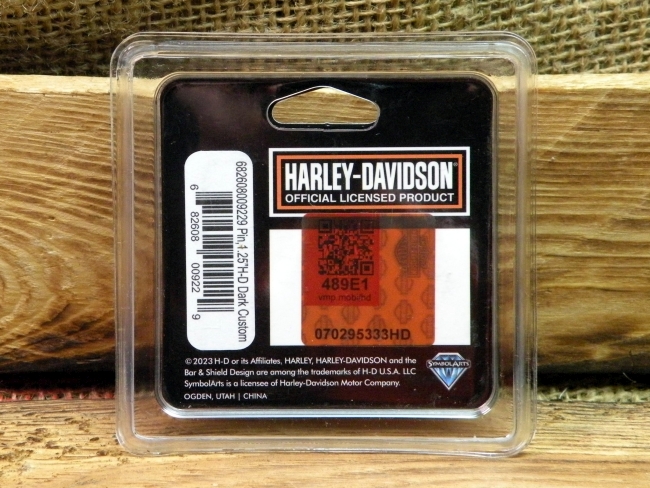 HARLEY-DAVIDSON
OFFICIAL LICENSED PRODUCT
682608009229 Pin,1.25"H-D Dark Custom
6 82608 00922 9
489E1
vmp.mobi/hd
070295333HD
©2023 H-D or its Affiliates, HARLEY, HARLEY-DAVIDSON and the
Bar & Shield Design are among the trademarks of H-D U.S.A. LLC
SymbolArts is a licensee of Harley-Davidson Motor Company.
OGDEN, UTAH | CHINA
SYMBOLARTS